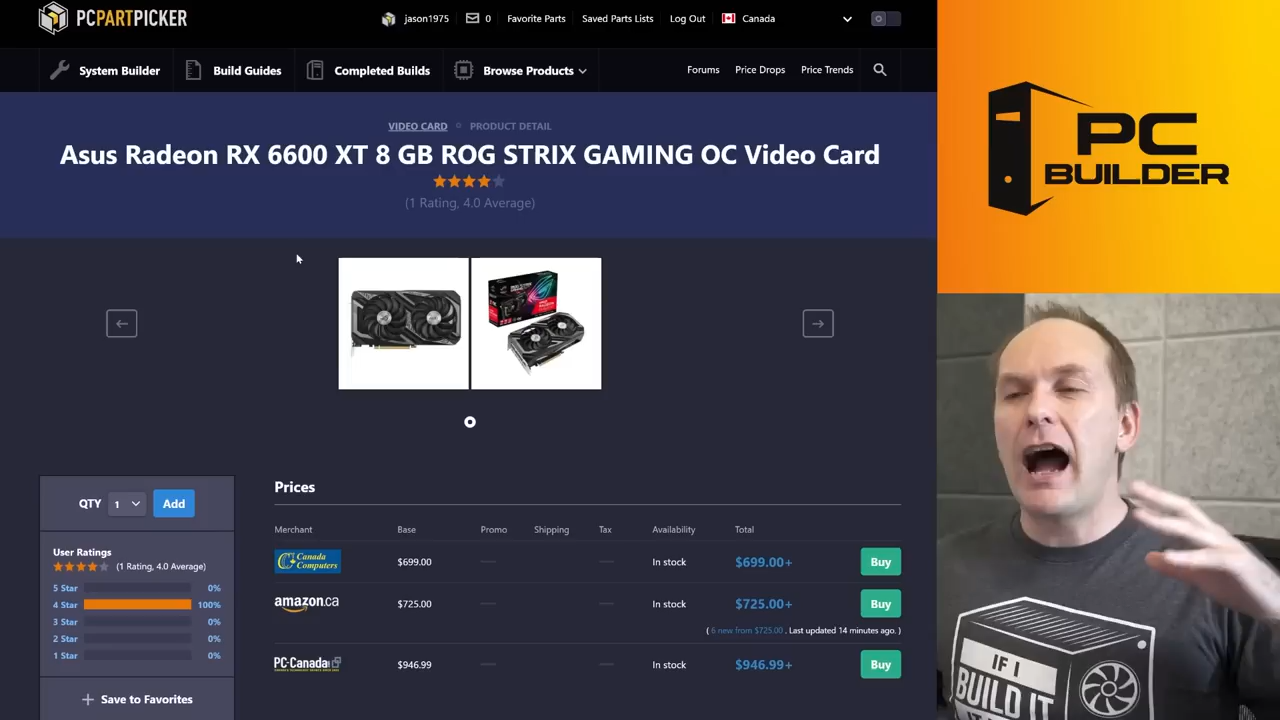 PCPARTPICKER
jason1975 0 Favorite Parts Saved Parts Lists Log Out Canada
System Builder Build Guides Completed Builds Browse Products Forums Price Drops Price Trends
VIDEO CARD PRODUCT DETAIL
Asus Radeon RX 6600 XT 8 GB ROG STRIX GAMING OC Video Card
(1 Rating, 4.0 Average)
PC
BUILDER
QTY 1 Add
User Ratings
(1 Rating, 4.0 Average)
5 Star 0%
4 Star 100%
3 Star 0%
2 Star 0%
1 Star 0%
+ Save to Favorites
Prices
Merchant Base Promo Shipping Tax Availability Total
Canada Computers $699.00 — — In stock $699.00+ Buy
amazon.ca $725.00 — — In stock $725.00+ Buy
( 6 new from $725.00 , Last updated 14 minutes ago. )
PC-Canada $946.99 — — In stock $946.99+ Buy
IF I
BUILD IT